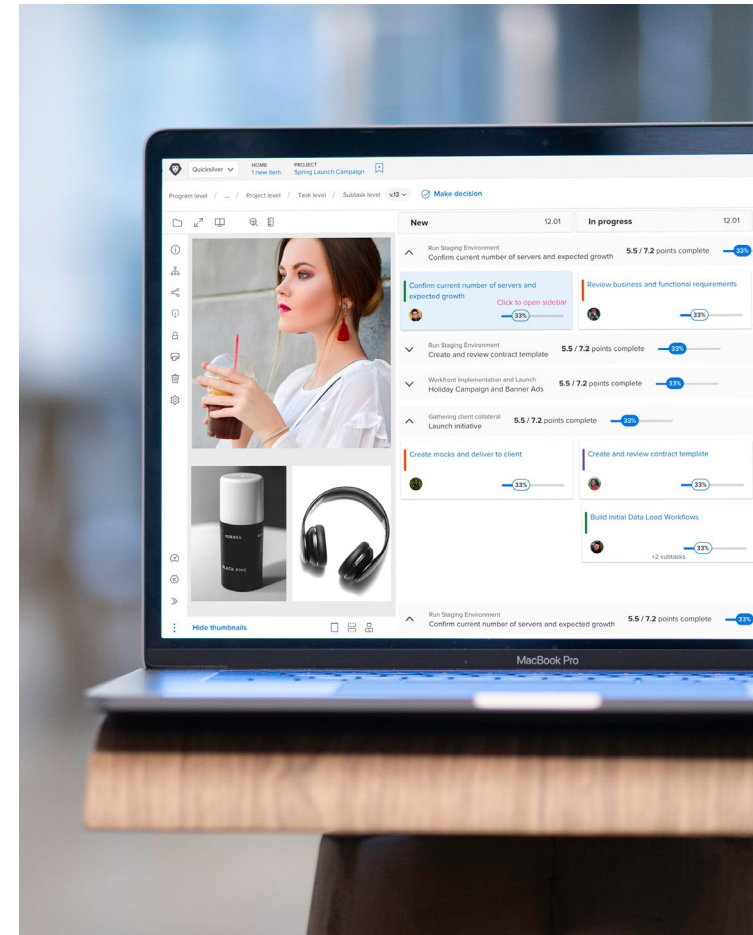 Quicksilver
HOME
1 new item
PROJECT
Spring Launch Campaign
Program level / ... / Project level / Task level / Subtask level v.13
Make decision
New 12.01
In progress 12.01
Run Staging Environment
Confirm current number of servers and expected growth
5.5 / 7.2 points complete
33%
Confirm current number of servers and
expected growth
Click to open sidebar
33%
Review business and functional requirements
33%
Run Staging Environment
Create and review contract template
5.5 / 7.2 points complete
33%
Workfront Implementation and Launch
Holiday Campaign and Banner Ads
5.5 / 7.2 points complete
33%
Gathering client collateral
Launch initiative
5.5 / 7.2 points complete
33%
Create mocks and deliver to client
33%
Create and review contract template
33%
Build Initial Data Load Workflows
33%
+2 subtasks
Run Staging Environment
Confirm current number of servers and expected growth
5.5 / 7.2 points complete
33%
Hide thumbnails
MacBook Pro